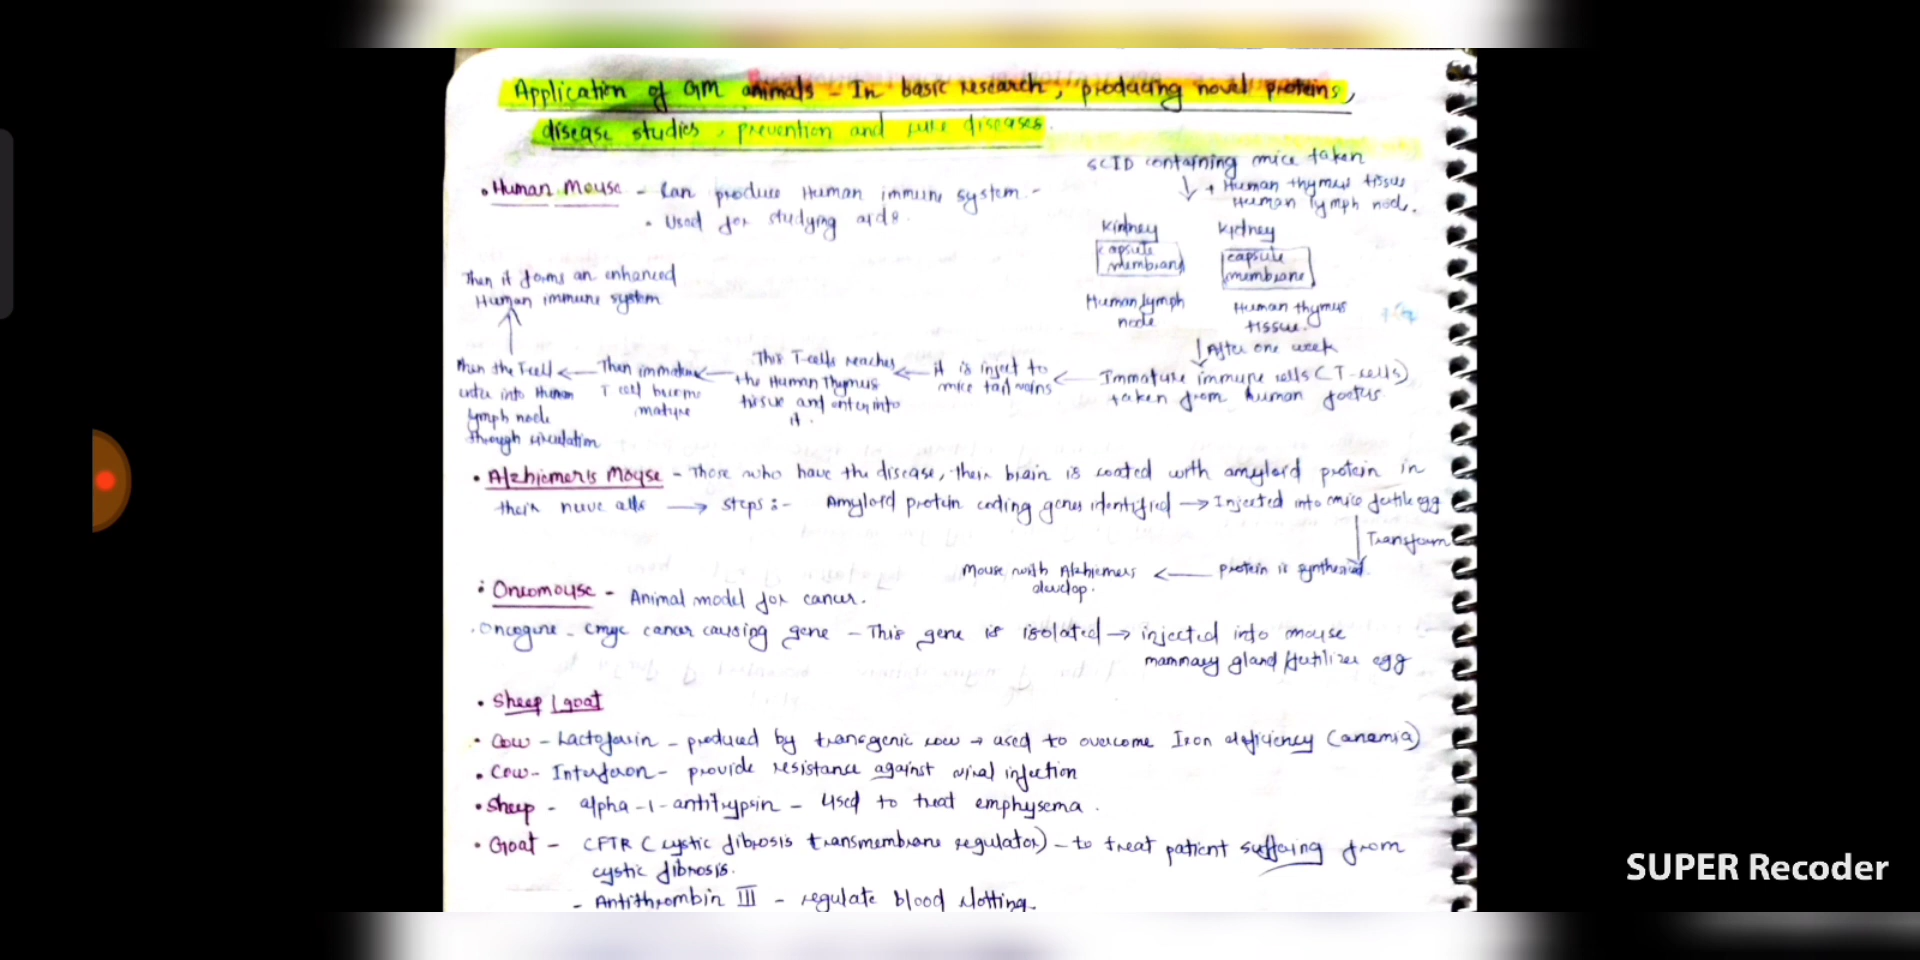 Application of GM animals - In basic research, producing novel proteins,
disease studies, prevention and cure diseases.
• Human Mouse - Can produce Human immune system -
• Used for studying aids.
SCID containing mice taken
↓ + Human thymus tissue
Human lymph node.
Kidney
capsule
membrane
Human lymph
node
Kidney
capsule
membrane
Human thymus
tissue.
↓ After one week
Immature immune cells (T-cells)
taken from human foetus
← it is inject to
mice tail veins
← This T-cells reaches
the Human Thymus
tissue and enter into
it.
← Then immature
T cell become
mature
← Then the T cell
enter into Human
lymph node
through circulation
↑
Then it forms an enhanced
Human immune system
• Alzhiemeris Mouse - Those who have the disease, their brain is coated with amyloid protein in
their nerve cells → steps :- Amyloid protein coding genes identified → Injected into mice fertile egg
↓ Transform
protein is synthesized
← Mouse with Alzhiemers
develop.
• Oncomouse - Animal model for cancer.
• Oncogene - cmyc cancer causing gene - This gene is isolated → injected into mouse
mammary gland / fertilizer egg
• Sheep / goat
• Cow - Lactoferin - produced by transgenic cow → used to overcome Iron deficiency (anemia)
• Cow - Interferon - provide resistance against viral infection
• Sheep - alpha-1-antitrypsin - Used to treat emphysema.
• Goat - CFTR (cystic fibrosis transmembrane regulator) - to treat patient suffering from
cystic fibrosis.
- Antithrombin III - regulate blood clotting.
SUPER Recoder